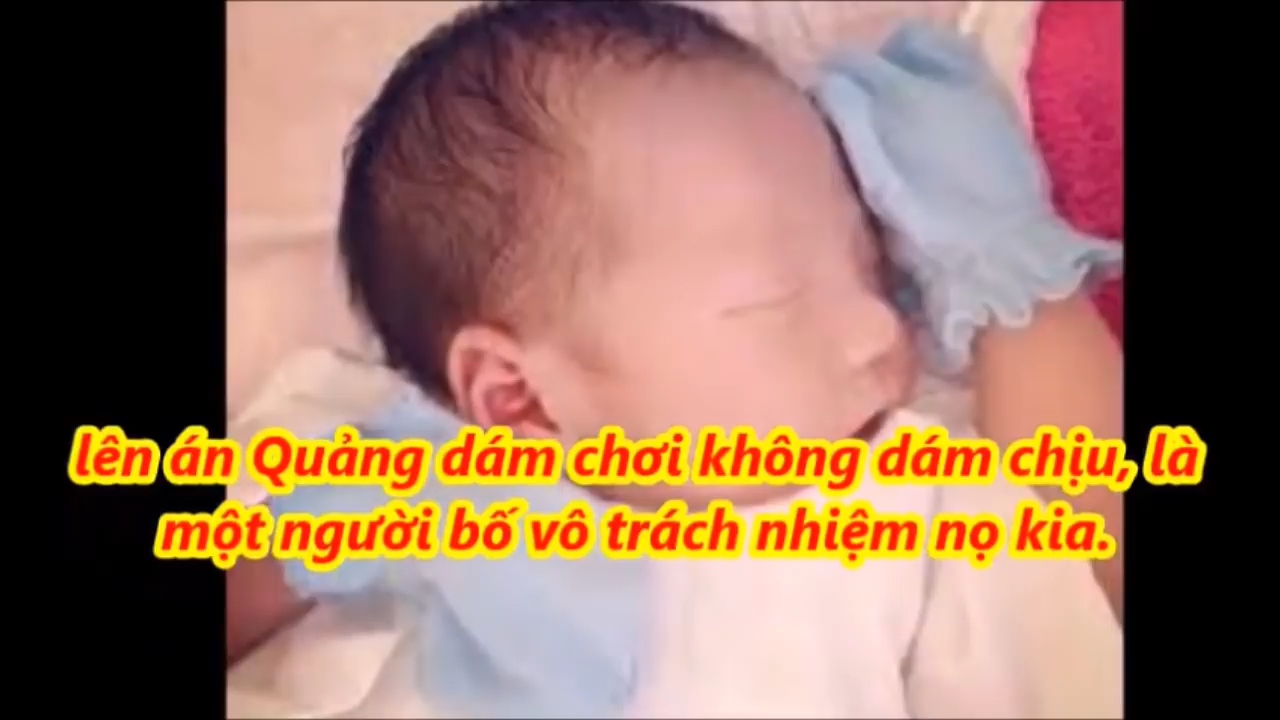 lên án Quảng dám chơi không dám chịu, là
một người bố vô trách nhiệm nọ kia.